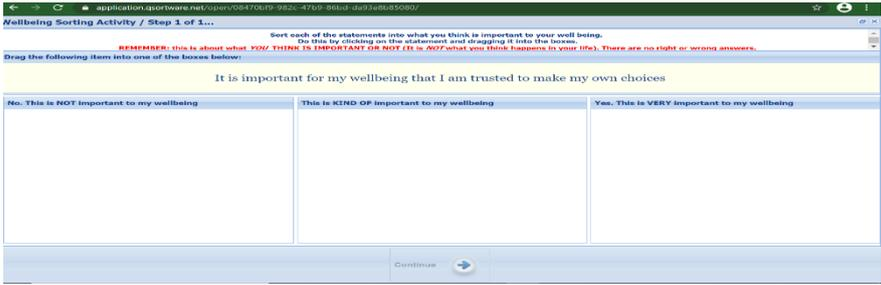 application.qsortware.net/open/08470bf9-982c-47b9-86bd-da93e8b85080/
Wellbeing Sorting Activity / Step 1 of 1...
Sort each of the statements into what you think is important to your well being.
Do this by clicking on the statement and dragging it into the boxes.
REMEMBER: this is about what YOU THINK IS IMPORTANT OR NOT (It is NOT what you think happens in your life). There are no right or wrong answers.
Drag the following item into one of the boxes below:
It is important for my wellbeing that I am trusted to make my own choices
No. This is NOT important to my wellbeing
This is KIND OF important to my wellbeing
Yes. This is VERY important to my wellbeing
Continue